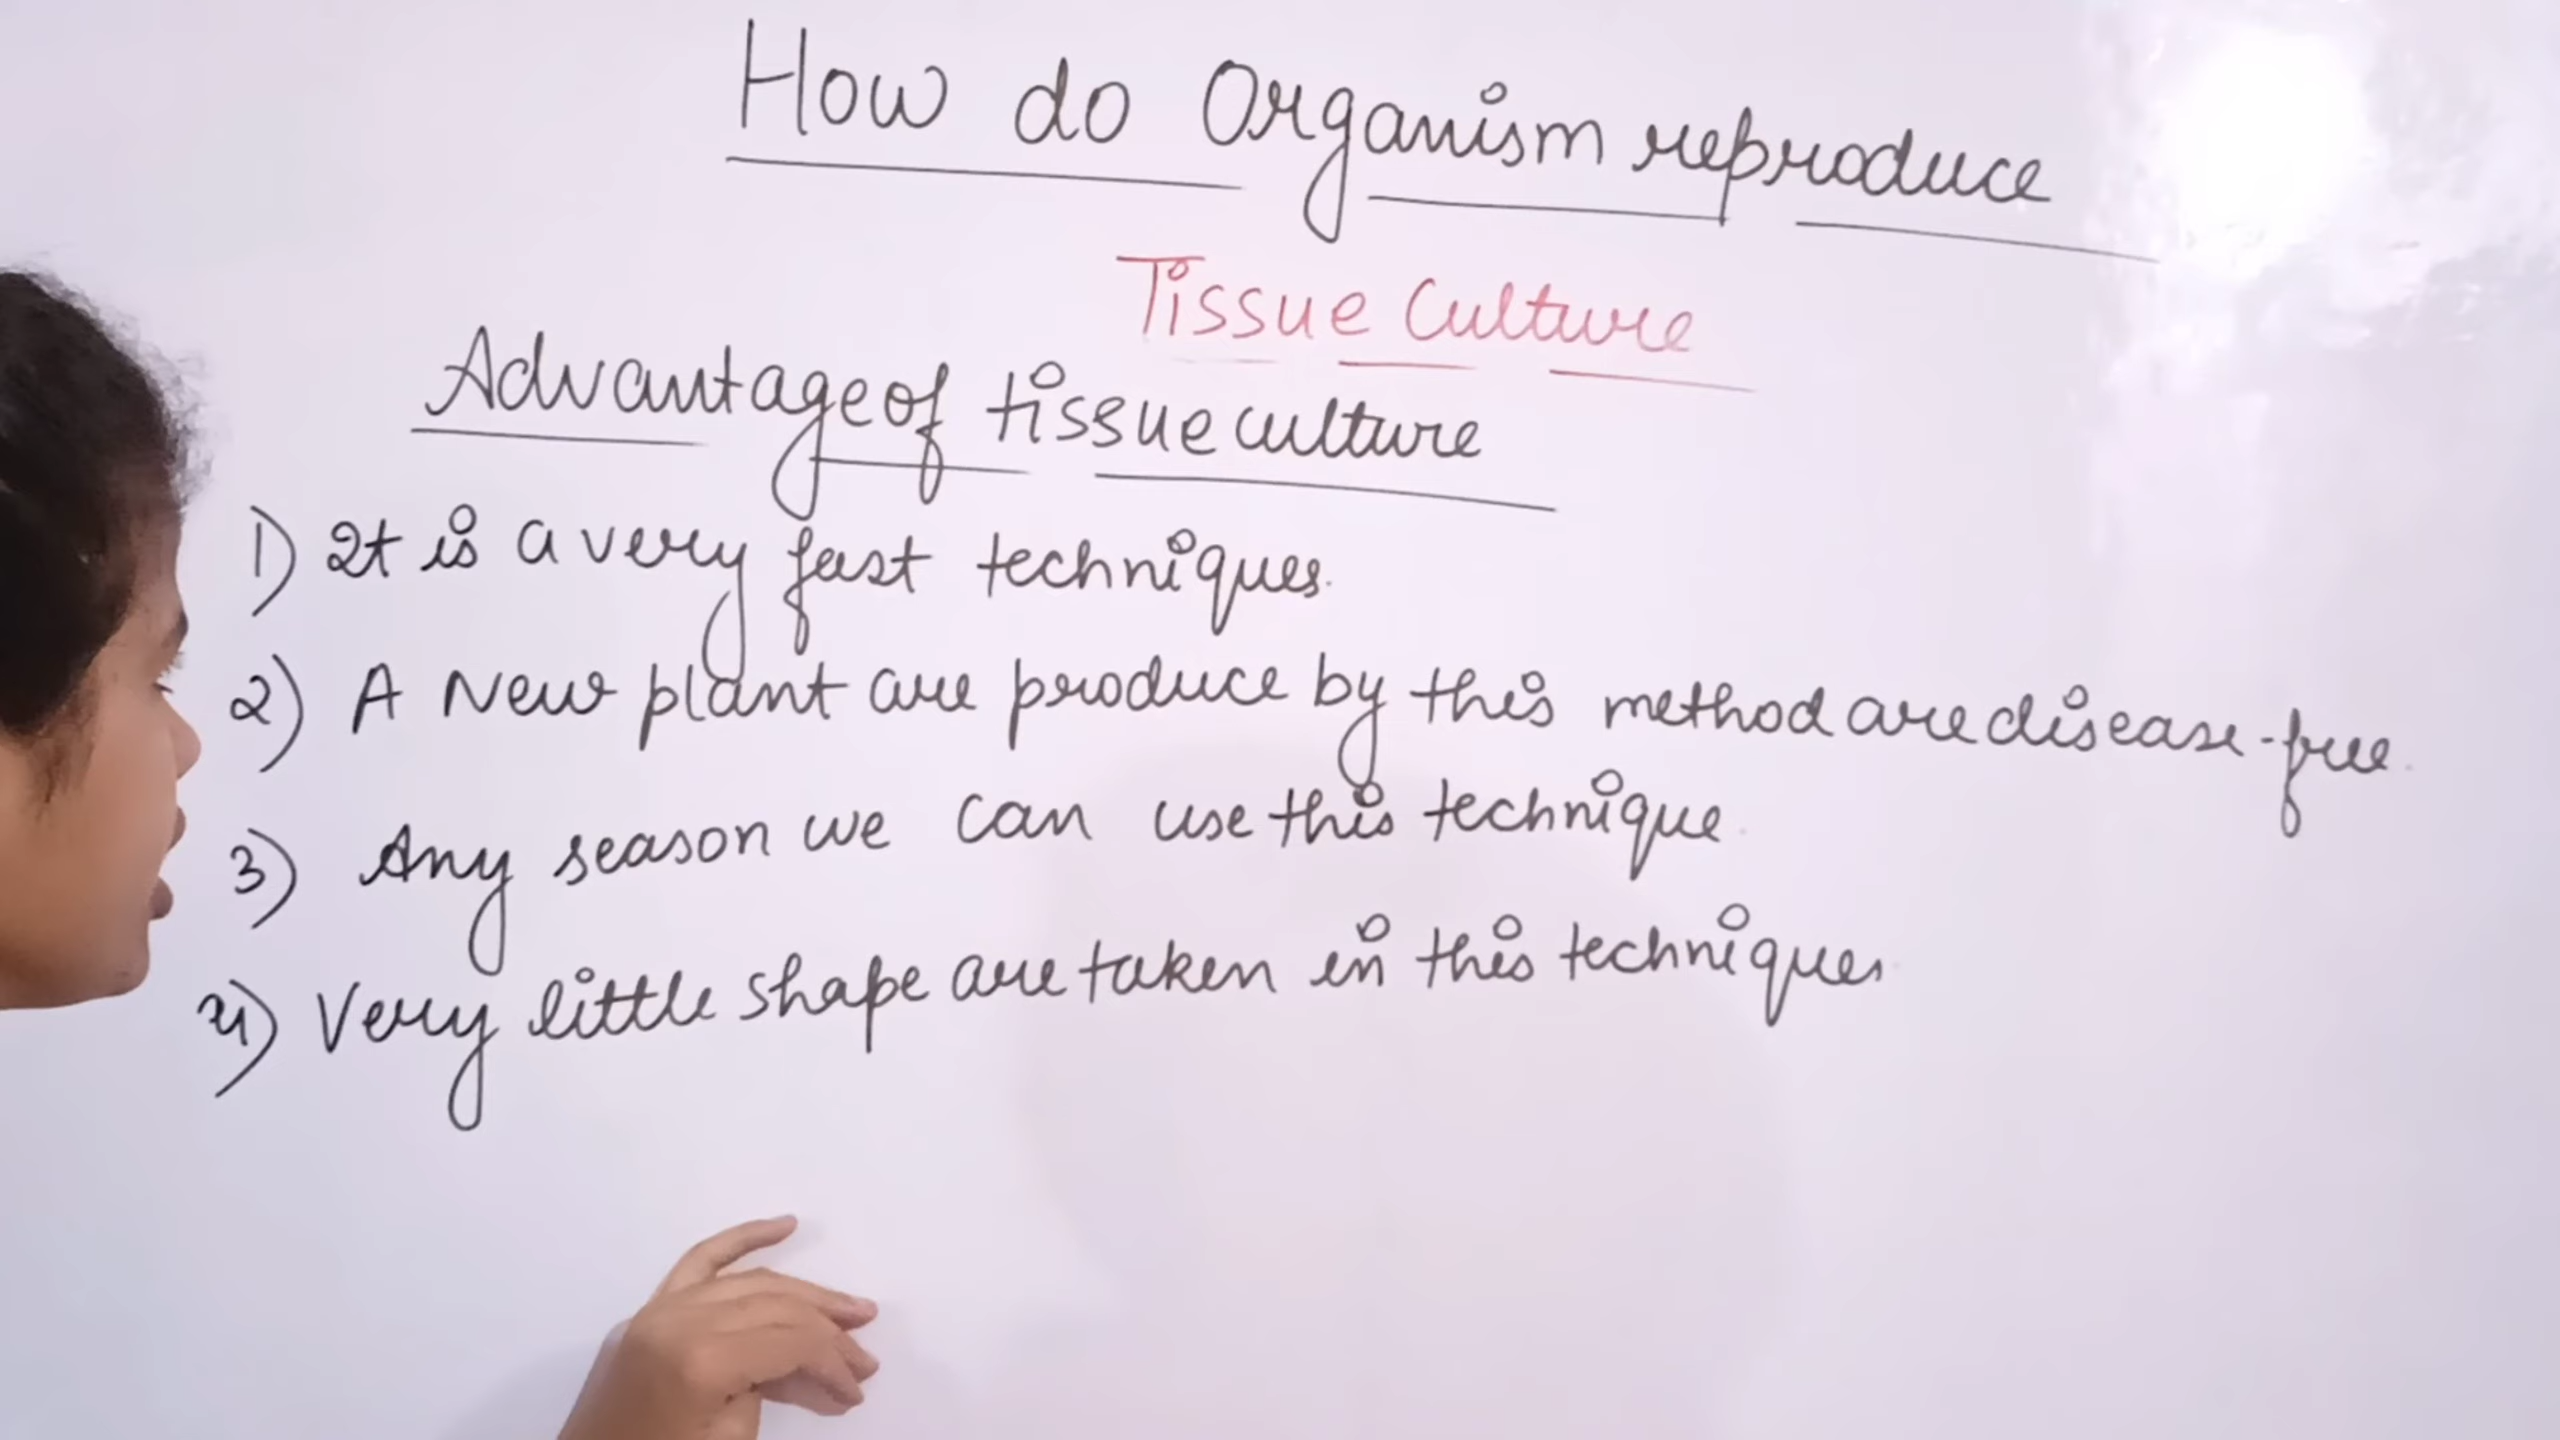 How do Organism reproduce
Tissue Culture
Advantage of tissue culture
1) It is a very fast techniques.
2) A New plant are produce by this method are disease-free.
3) Any season we can use this technique.
4) Very little shape are taken in this techniques